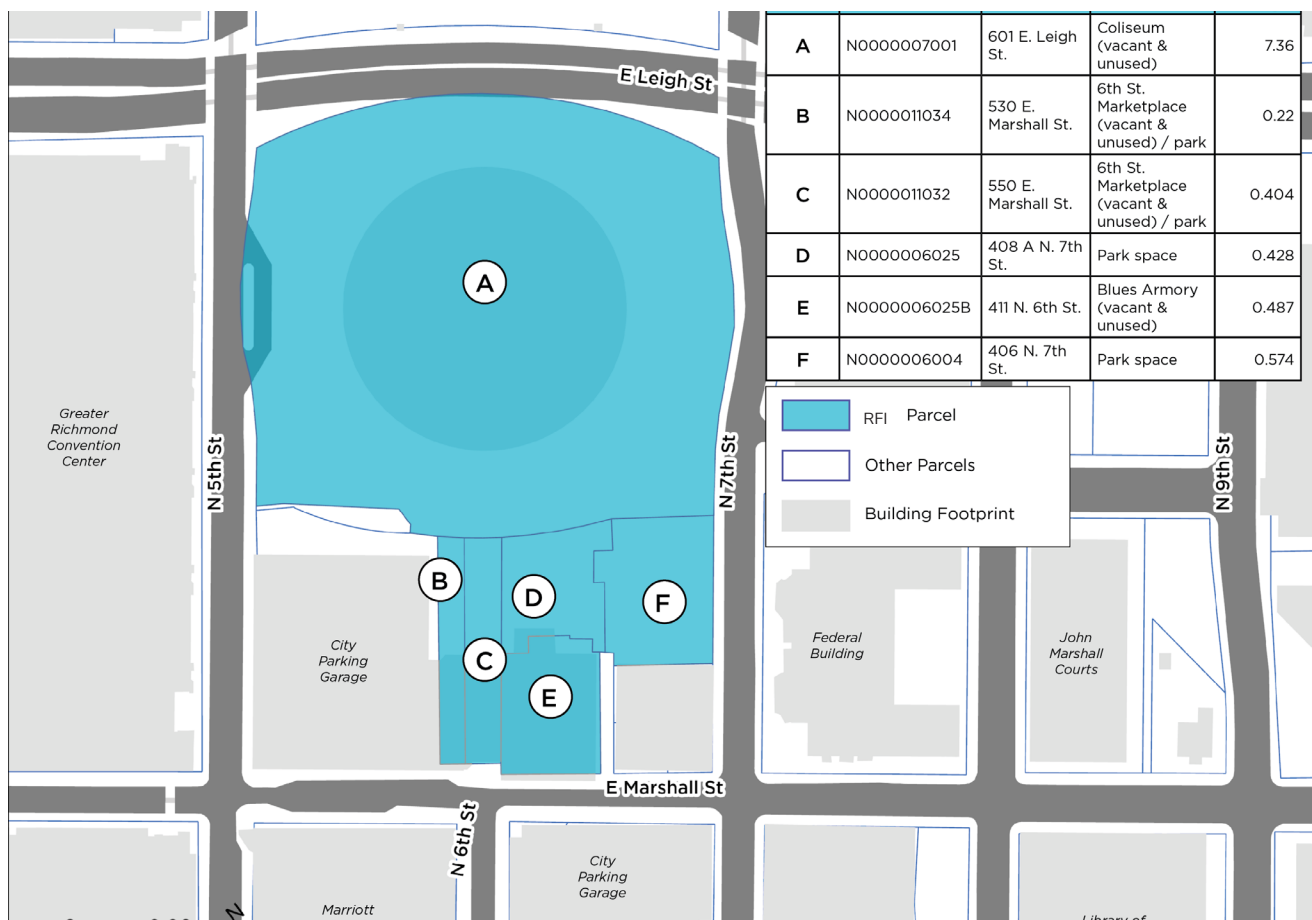 E Leigh St
A N0000007001 601 E. Leigh St. Coliseum (vacant & unused) 7.36
B N0000011034 530 E. Marshall St. 6th St. Marketplace (vacant & unused) / park 0.22
C N0000011032 550 E. Marshall St. 6th St. Marketplace (vacant & unused) / park 0.404
D N0000006025 408 A N. 7th St. Park space 0.428
E N0000006025B 411 N. 6th St. Blues Armory (vacant & unused) 0.487
F N0000006004 406 N. 7th St. Park space 0.574
RFI Parcel
Other Parcels
Building Footprint
A
Greater
Richmond
Convention
Center
N 5th St
N 7th St
N 9th St
B
D
F
C
E
City
Parking
Garage
Federal
Building
John
Marshall
Courts
E Marshall St
N 6th St
City
Parking
Garage
N
Marriott
Library of